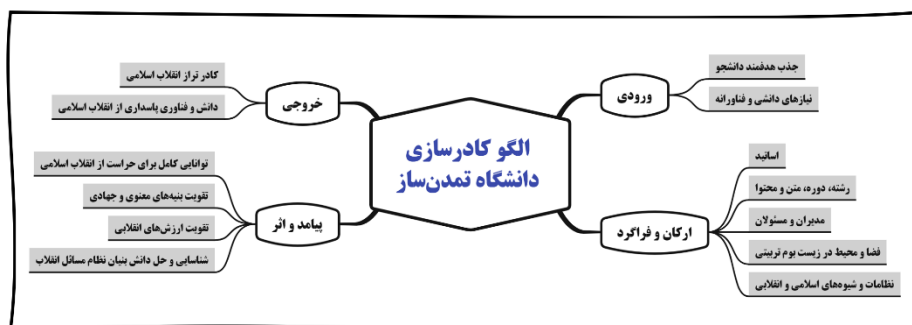 الگو کادرسازی
دانشگاه تمدن‌ساز
ورودی
جذب هدفمند دانشجو
نیازهای دانشی و فناورانه
ارکان و فراگرد
اساتید
رشته، دوره، متن و محتوا
مدیران و مسئولان
فضا و محیط در زیست بوم تربیتی
نظامات و شیوه‌های اسلامی و انقلابی
خروجی
کادر تراز انقلاب اسلامی
دانش و فناوری پاسداری از انقلاب اسلامی
پیامد و اثر
توانایی کامل برای حراست از انقلاب اسلامی
تقویت بنیه‌های معنوی و جهادی
تقویت ارزش‌های انقلابی
شناسایی و حل دانش بنیان نظام مسائل انقلاب